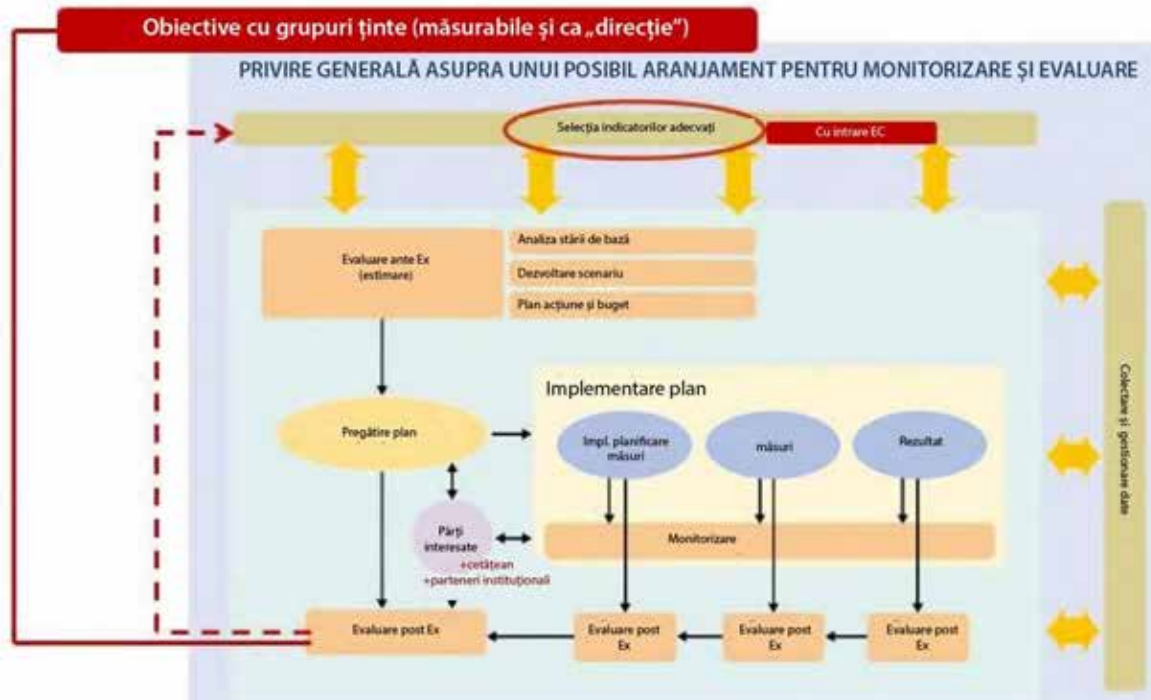 Obiective cu grupuri ținte (măsurabile și ca „direcție”)
PRIVIRE GENERALĂ ASUPRA UNUI POSIBIL ARANJAMENT PENTRU MONITORIZARE ȘI EVALUARE
Selecția indicatorilor adecvați
Cu intrare EC
Evaluare ante Ex
(estimare)
Analiza stării de bază
Dezvoltare scenariu
Plan acțiune și buget
Colectare și gestionare date
Implementare plan
Pregătire plan
Impl. planificare
măsuri
măsuri
Rezultat
Părți
interesate
+cetățean
+parteneri instituționali
Monitorizare
Evaluare post Ex
Evaluare post
Ex
Evaluare post
Ex
Evaluare post
Ex